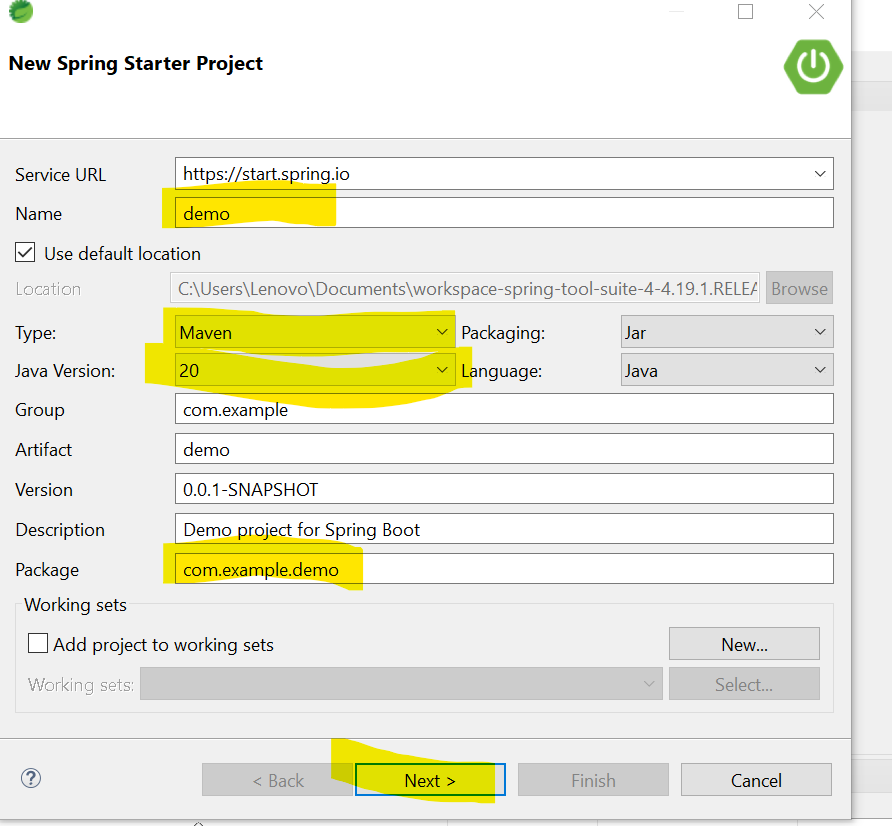 New Spring Starter Project
Service URL https://start.spring.io
Name demo
Use default location
Location C:\Users\Lenovo\Documents\workspace-spring-tool-suite-4-4.19.1.RELEA Browse
Type: Maven Packaging: Jar
Java Version: 20 Language: Java
Group com.example
Artifact demo
Version 0.0.1-SNAPSHOT
Description Demo project for Spring Boot
Package com.example.demo
Working sets
Add project to working sets New...
Working sets: Select...
? < Back Next > Finish Cancel